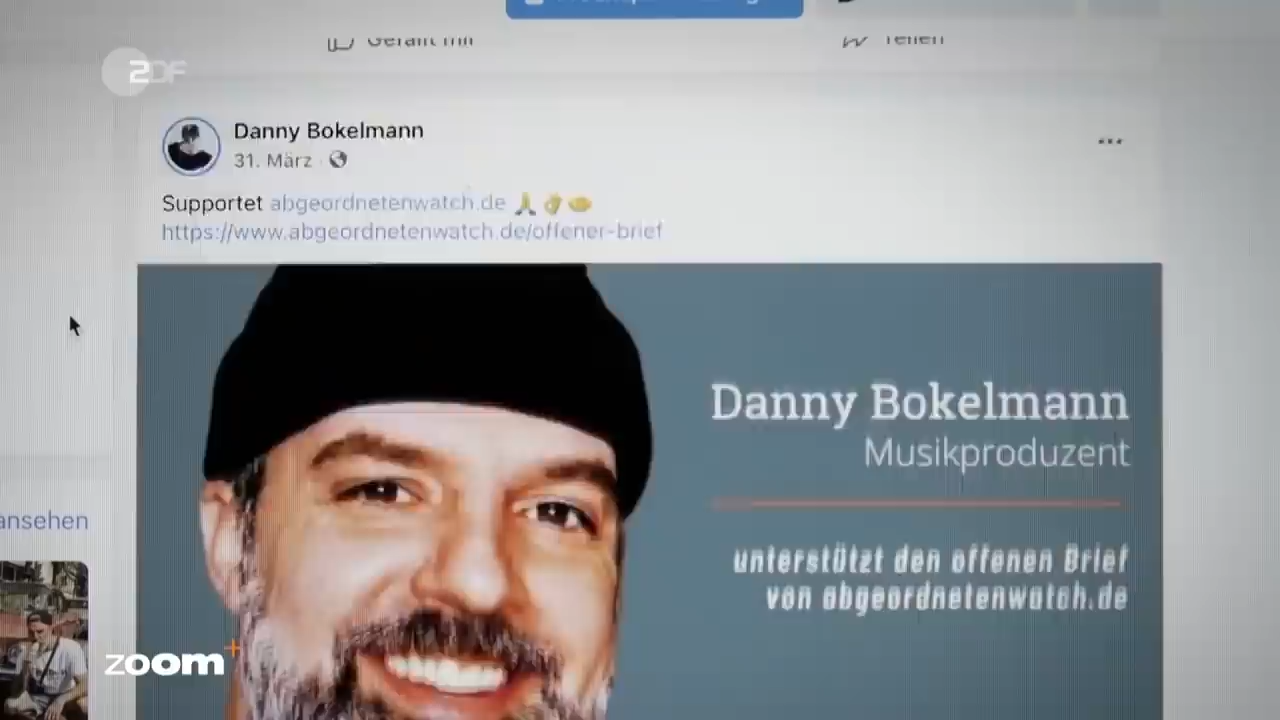 Gefällt mir
Teilen
ZDF
Danny Bokelmann
31. März
Supportet abgeordnetenwatch.de
https://www.abgeordnetenwatch.de/offener-brief
Danny Bokelmann
Musikproduzent
unterstützt den offenen Brief
von abgeordnetenwatch.de
ansehen
zoom+